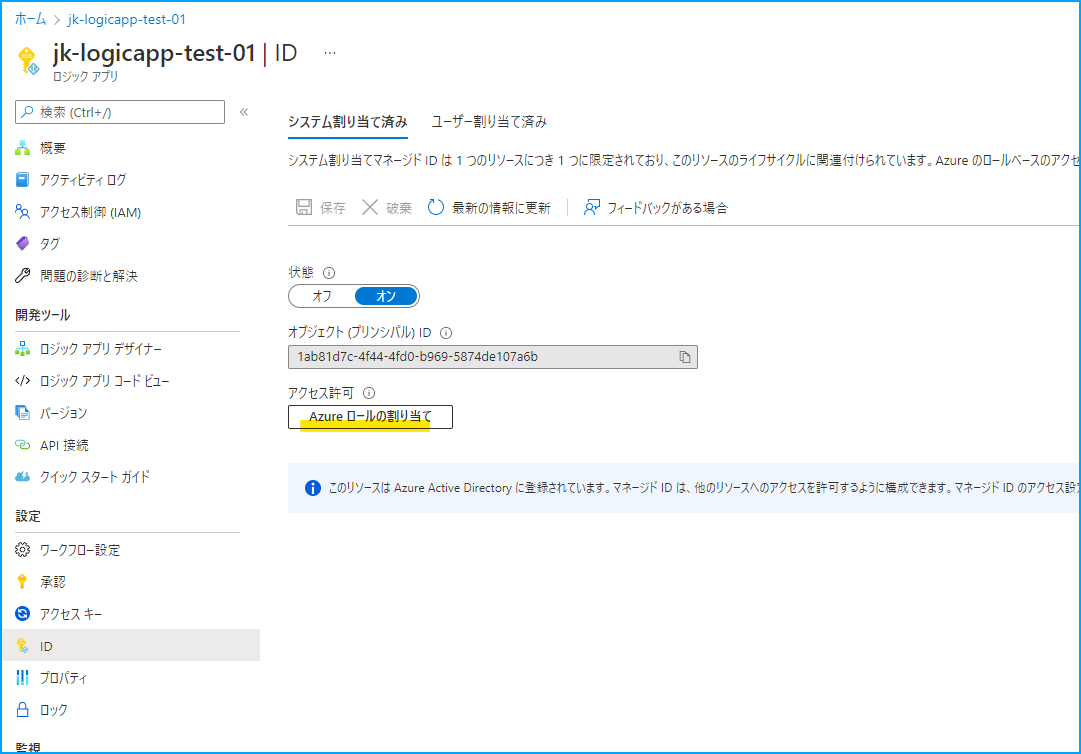 ホーム > jk-logicapp-test-01
jk-logicapp-test-01 | ID ...
ロジック アプリ
検索 (Ctrl+/)
«
概要
アクティビティ ログ
アクセス制御 (IAM)
タグ
問題の診断と解決
開発ツール
ロジック アプリ デザイナー
ロジック アプリ コード ビュー
バージョン
API 接続
クイック スタート ガイド
設定
ワークフロー設定
承認
アクセス キー
ID
プロパティ
ロック
監視
システム割り当て済み ユーザー割り当て済み
システム割り当てマネージド ID は 1 つのリソースにつき 1 つに限定されており、このリソースのライフサイクルに関連付けられています。Azure のロールベースのアクセ
保存 破棄 最新の情報に更新 フィードバックがある場合
状態
オフ オン
オブジェクト (プリンシパル) ID
1ab81d7c-4f44-4fd0-b969-5874de107a6b
アクセス許可
Azure ロールの割り当て
このリソースは Azure Active Directory に登録されています。マネージド ID は、他のリソースへのアクセスを許可するように構成できます。マネージド ID のアクセス設定